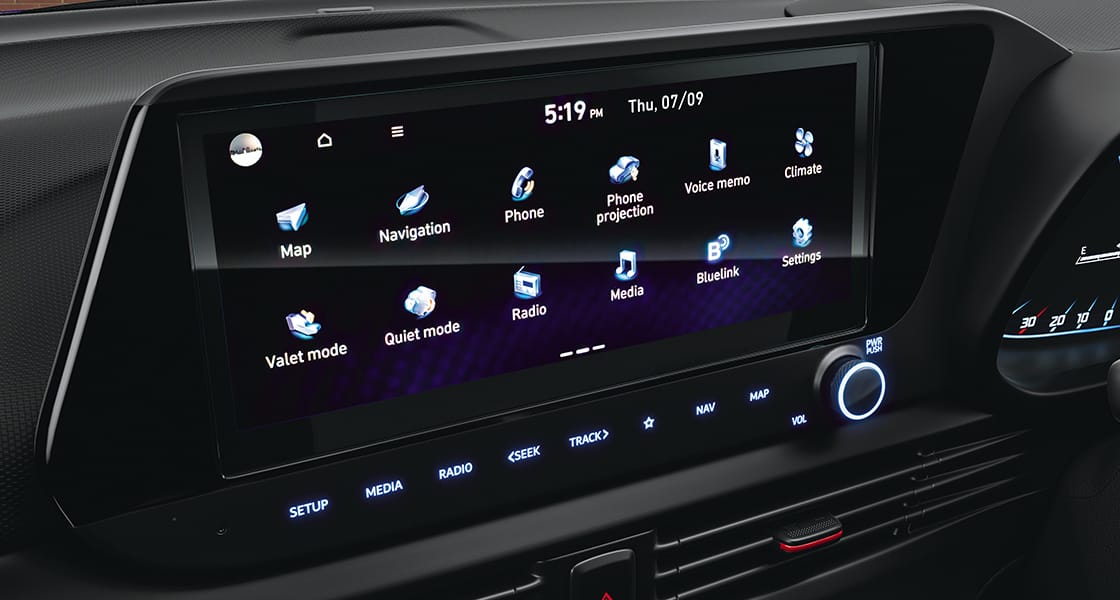 5:19 PM Thu, 07/09
Map
Navigation
Phone
Phone
projection
Voice memo
Climate
Valet mode
Quiet mode
Radio
Media
Bluelink
Settings
SETUP
MEDIA
RADIO
<SEEK
TRACK>
NAV
MAP
VOL
PWR
PUSH
E
30 20 10 0